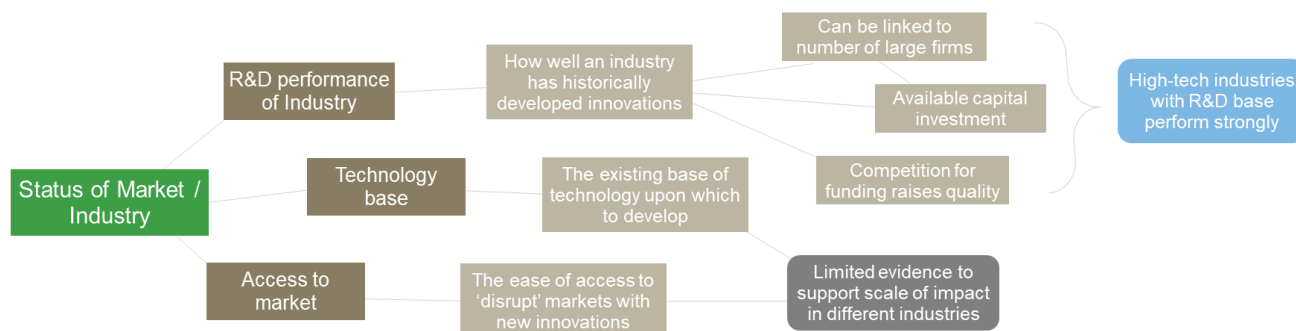 Status of Market /
Industry
R&D performance
of Industry
How well an industry
has historically
developed innovations
Can be linked to
number of large firms
Available capital
investment
Competition for
funding raises quality
High-tech industries
with R&D base
perform strongly
Technology
base
The existing base of
technology upon which
to develop
Access to
market
The ease of access to
‘disrupt’ markets with
new innovations
Limited evidence to
support scale of impact
in different industries